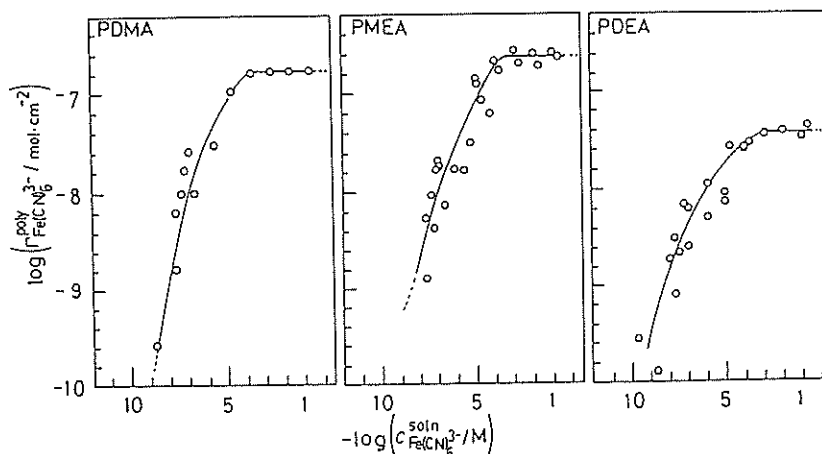 PDMA PMEA PDEA
log(Γ^poly_Fe(CN)6^3- / mol·cm^-2)
-7
-8
-9
-10
10 5 1 10 5 1 10 5 1
-log(c^soln_Fe(CN)6^3- / M)